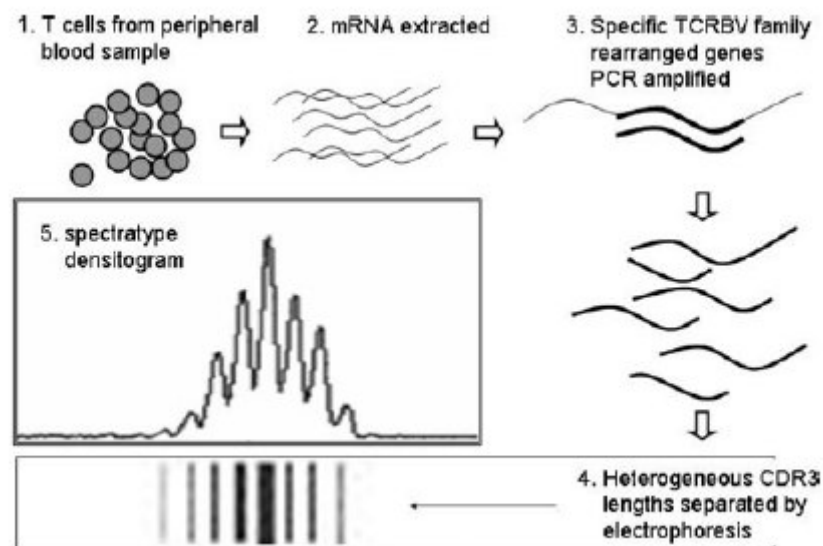 1. T cells from peripheral
blood sample
2. mRNA extracted
3. Specific TCRBV family
rearranged genes
PCR amplified
5. spectratype
densitogram
4. Heterogeneous CDR3
lengths separated by
electrophoresis